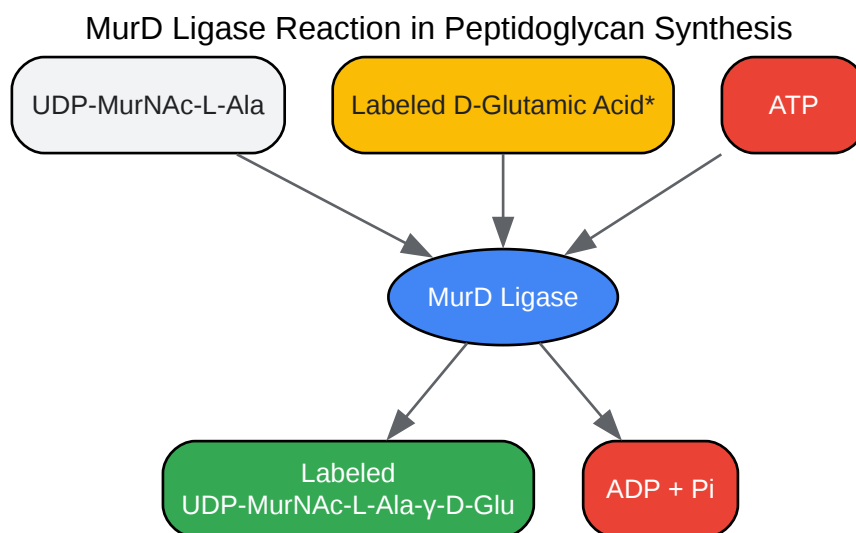 MurD Ligase Reaction in Peptidoglycan Synthesis
UDP-MurNAc-L-Ala
Labeled D-Glutamic Acid*
ATP
MurD Ligase
Labeled
UDP-MurNAc-L-Ala-γ-D-Glu
ADP + Pi